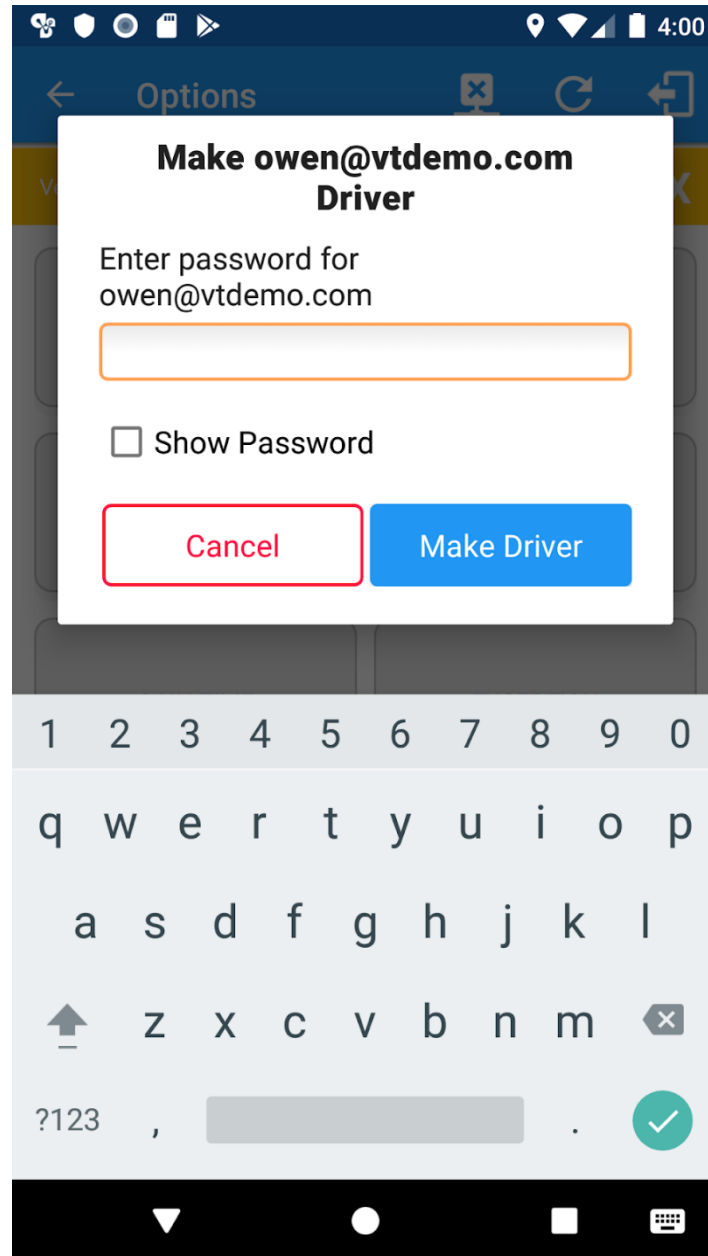 4:00
Options
Ve
X
Make owen@vtdemo.com
Driver
Enter password for
owen@vtdemo.com
Show Password
Cancel Make Driver
1 2 3 4 5 6 7 8 9 0
q w e r t y u i o p
a s d f g h j k l
z x c v b n m
?123 , .